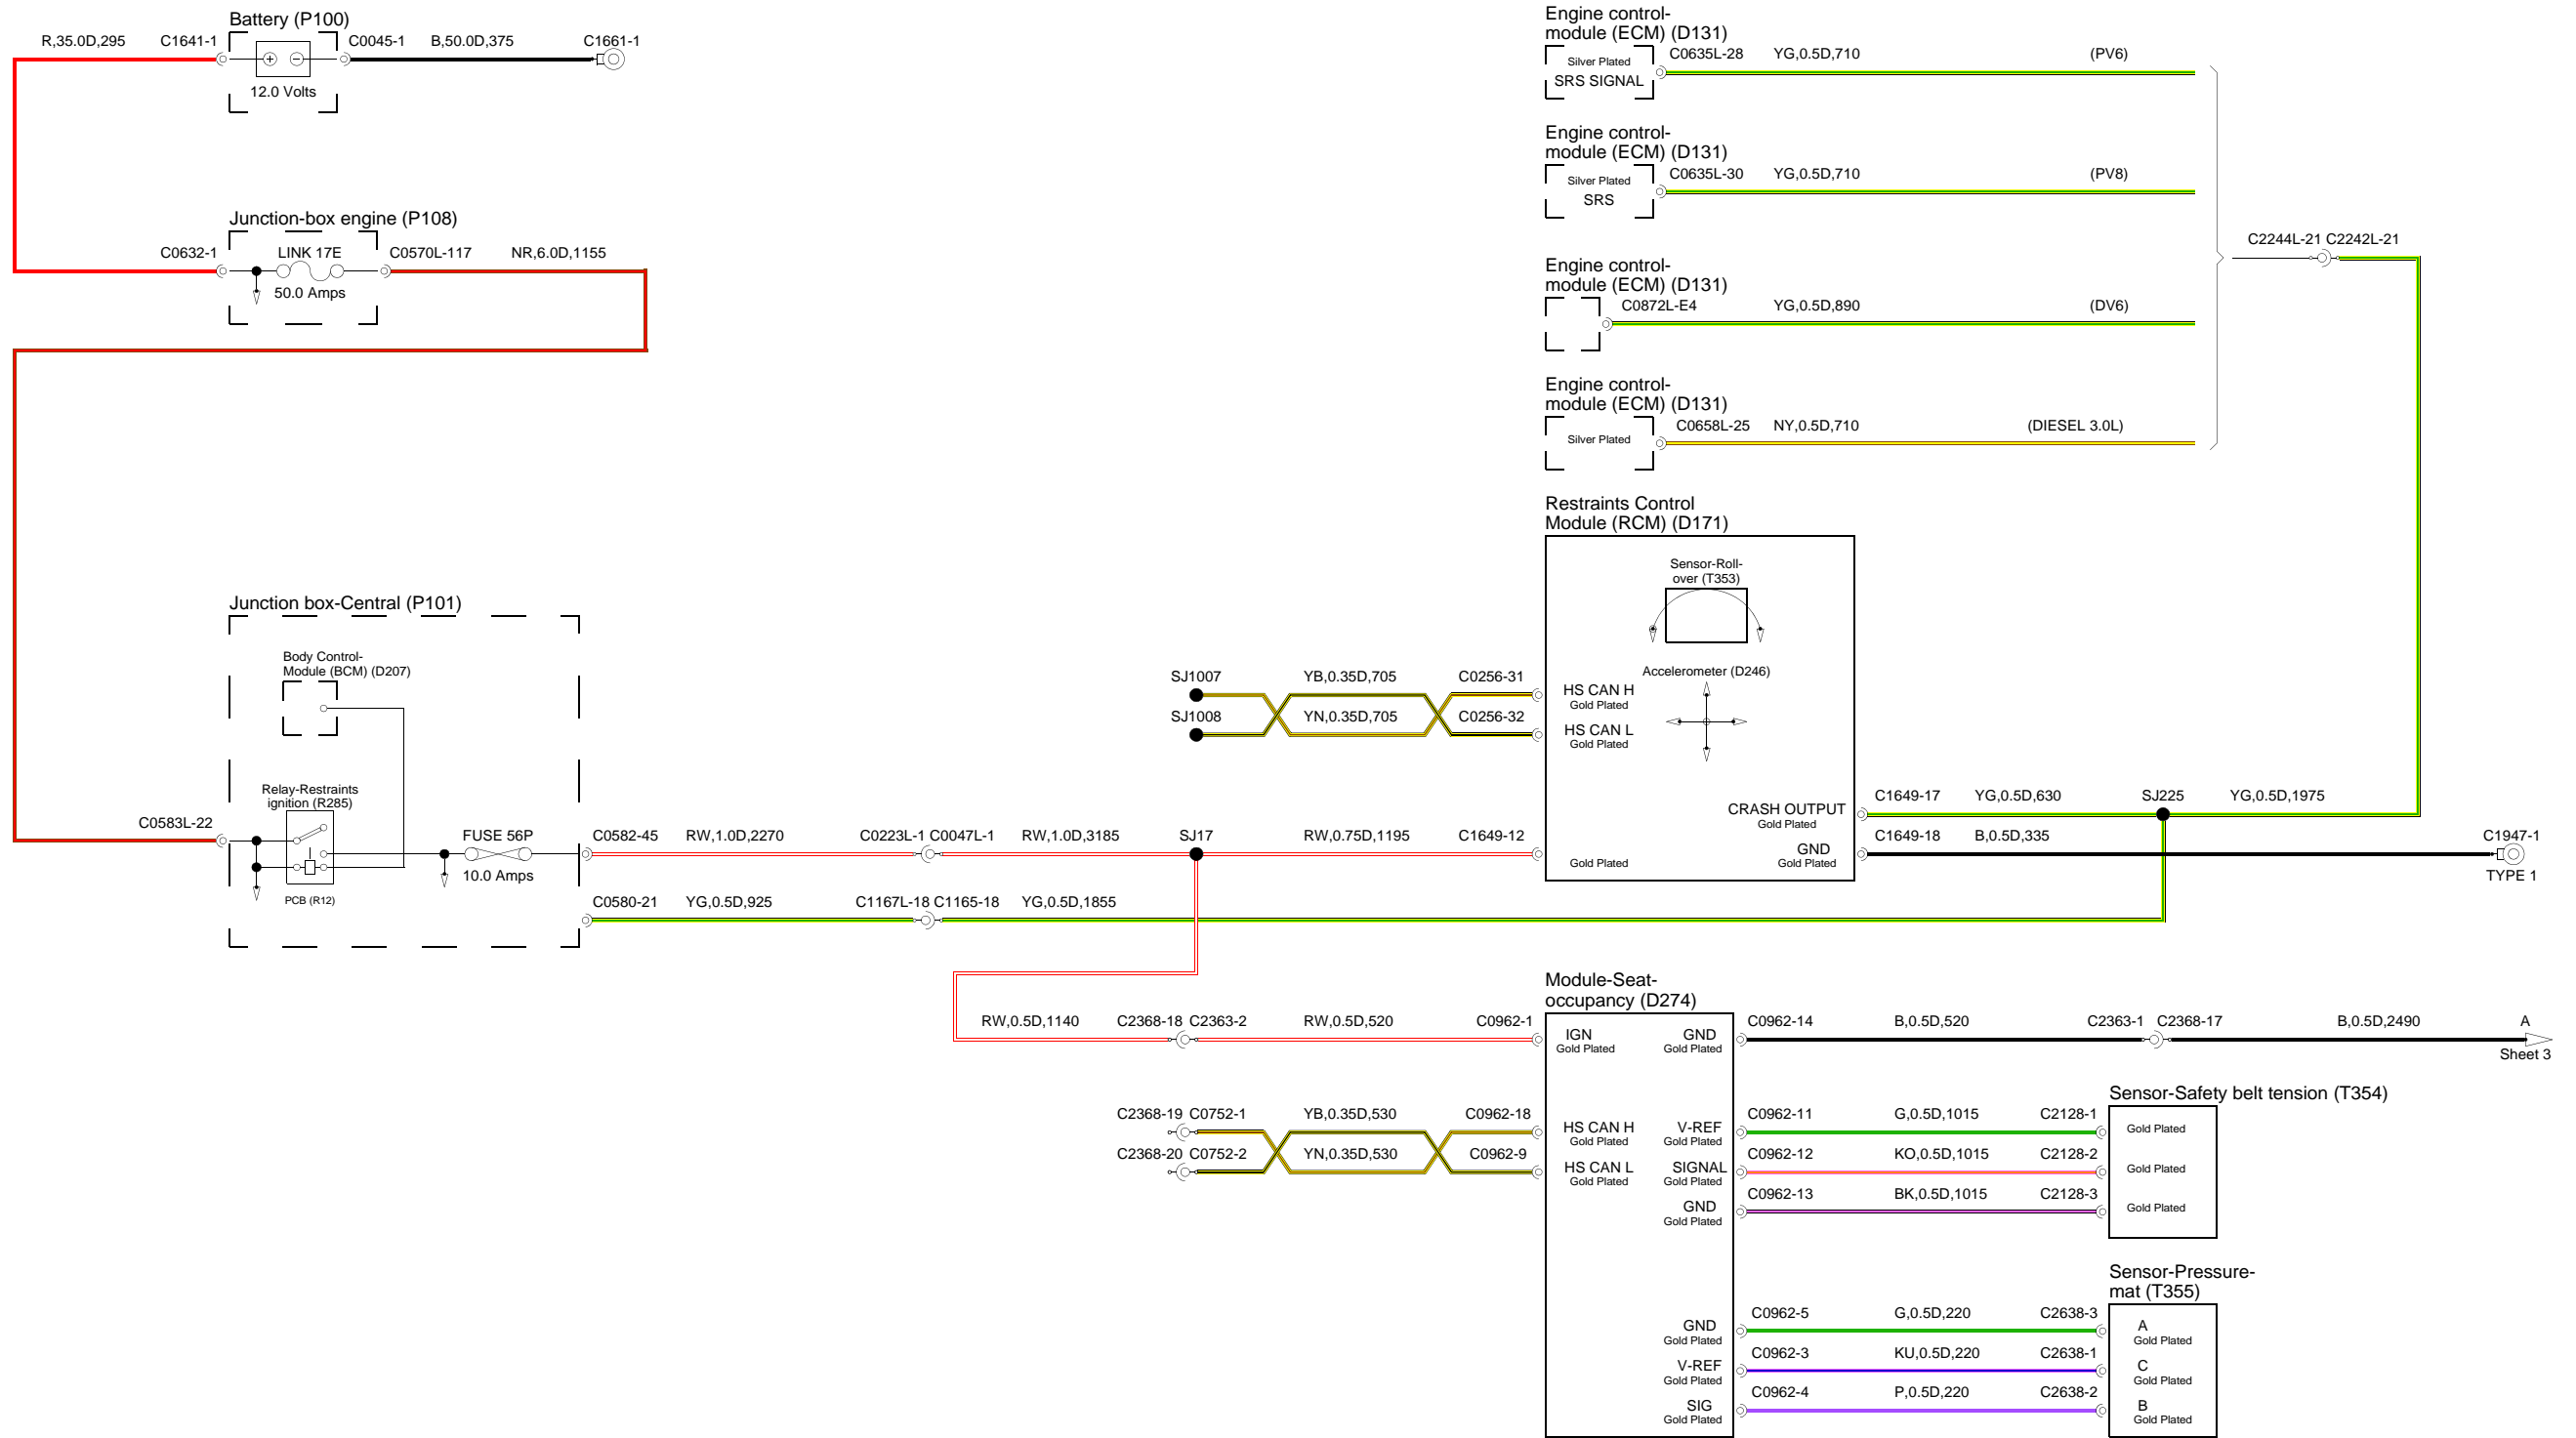 Battery (P100)
R,35.0D,295
C1641-1
C0045-1
B,50.0D,375
C1661-1
12.0 Volts
Junction-box engine (P108)
C0632-1
LINK 17E
C0570L-117
NR,6.0D,1155
50.0 Amps
Junction box-Central (P101)
Body Control-
Module (BCM) (D207)
Relay-Restraints
ignition (R285)
C0583L-22
FUSE 56P
10.0 Amps
PCB (R12)
C0582-45
RW,1.0D,2270
C0223L-1 C0047L-1
RW,1.0D,3185
SJ17
RW,0.75D,1195
C1649-12
C0580-21
YG,0.5D,925
C1167L-18 C1165-18
YG,0.5D,1855
Engine control-
module (ECM) (D131)
Silver Plated
SRS SIGNAL
C0635L-28
YG,0.5D,710
(PV6)
Engine control-
module (ECM) (D131)
Silver Plated
SRS
C0635L-30
YG,0.5D,710
(PV8)
C2244L-21 C2242L-21
Engine control-
module (ECM) (D131)
C0872L-E4
YG,0.5D,890
(DV6)
Engine control-
module (ECM) (D131)
Silver Plated
C0658L-25
NY,0.5D,710
(DIESEL 3.0L)
Restraints Control
Module (RCM) (D171)
Sensor-Roll-
over (T353)
Accelerometer (D246)
SJ1007
YB,0.35D,705
C0256-31
HS CAN H
Gold Plated
SJ1008
YN,0.35D,705
C0256-32
HS CAN L
Gold Plated
CRASH OUTPUT
Gold Plated
C1649-17
YG,0.5D,630
SJ225
YG,0.5D,1975
GND
Gold Plated
Gold Plated
C1649-18
B,0.5D,335
C1947-1
TYPE 1
Module-Seat-
occupancy (D274)
RW,0.5D,1140
C2368-18 C2363-2
RW,0.5D,520
C0962-1
IGN
Gold Plated
GND
Gold Plated
C0962-14
B,0.5D,520
C2363-1
C2368-17
B,0.5D,2490
A
Sheet 3
C2368-19 C0752-1
YB,0.35D,530
C0962-18
HS CAN H
Gold Plated
C2368-20 C0752-2
YN,0.35D,530
C0962-9
HS CAN L
Gold Plated
Sensor-Safety belt tension (T354)
V-REF
Gold Plated
C0962-11
G,0.5D,1015
C2128-1
Gold Plated
SIGNAL
Gold Plated
C0962-12
KO,0.5D,1015
C2128-2
Gold Plated
GND
Gold Plated
C0962-13
BK,0.5D,1015
C2128-3
Gold Plated
Sensor-Pressure-
mat (T355)
GND
Gold Plated
C0962-5
G,0.5D,220
C2638-3
A
Gold Plated
V-REF
Gold Plated
C0962-3
KU,0.5D,220
C2638-1
C
Gold Plated
SIG
Gold Plated
C0962-4
P,0.5D,220
C2638-2
B
Gold Plated